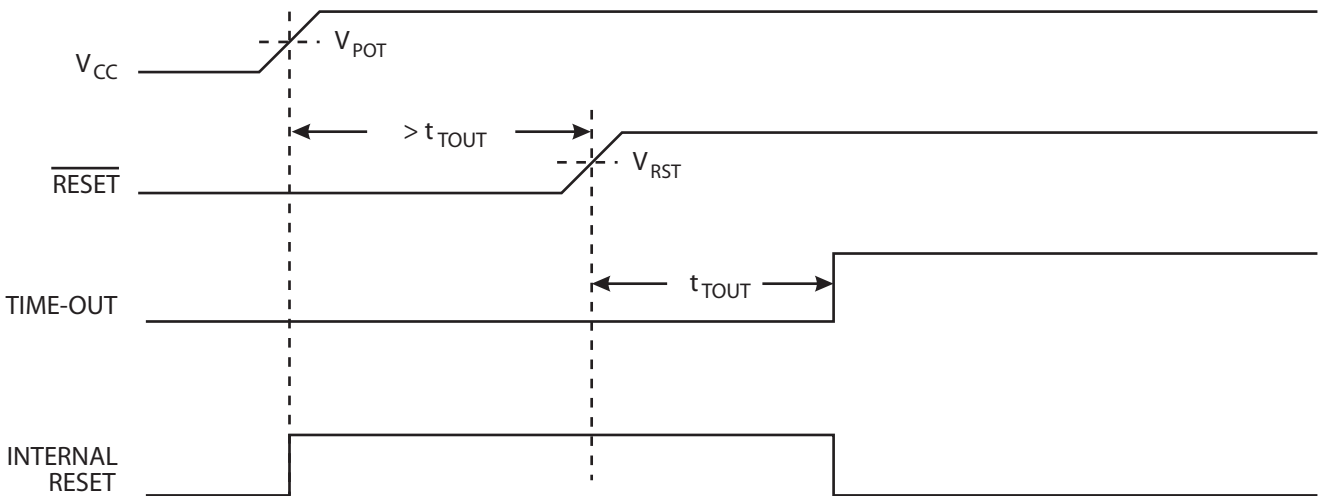 V_CC
V_POT
> t_TOUT
RESET
V_RST
TIME-OUT
t_TOUT
INTERNAL
RESET